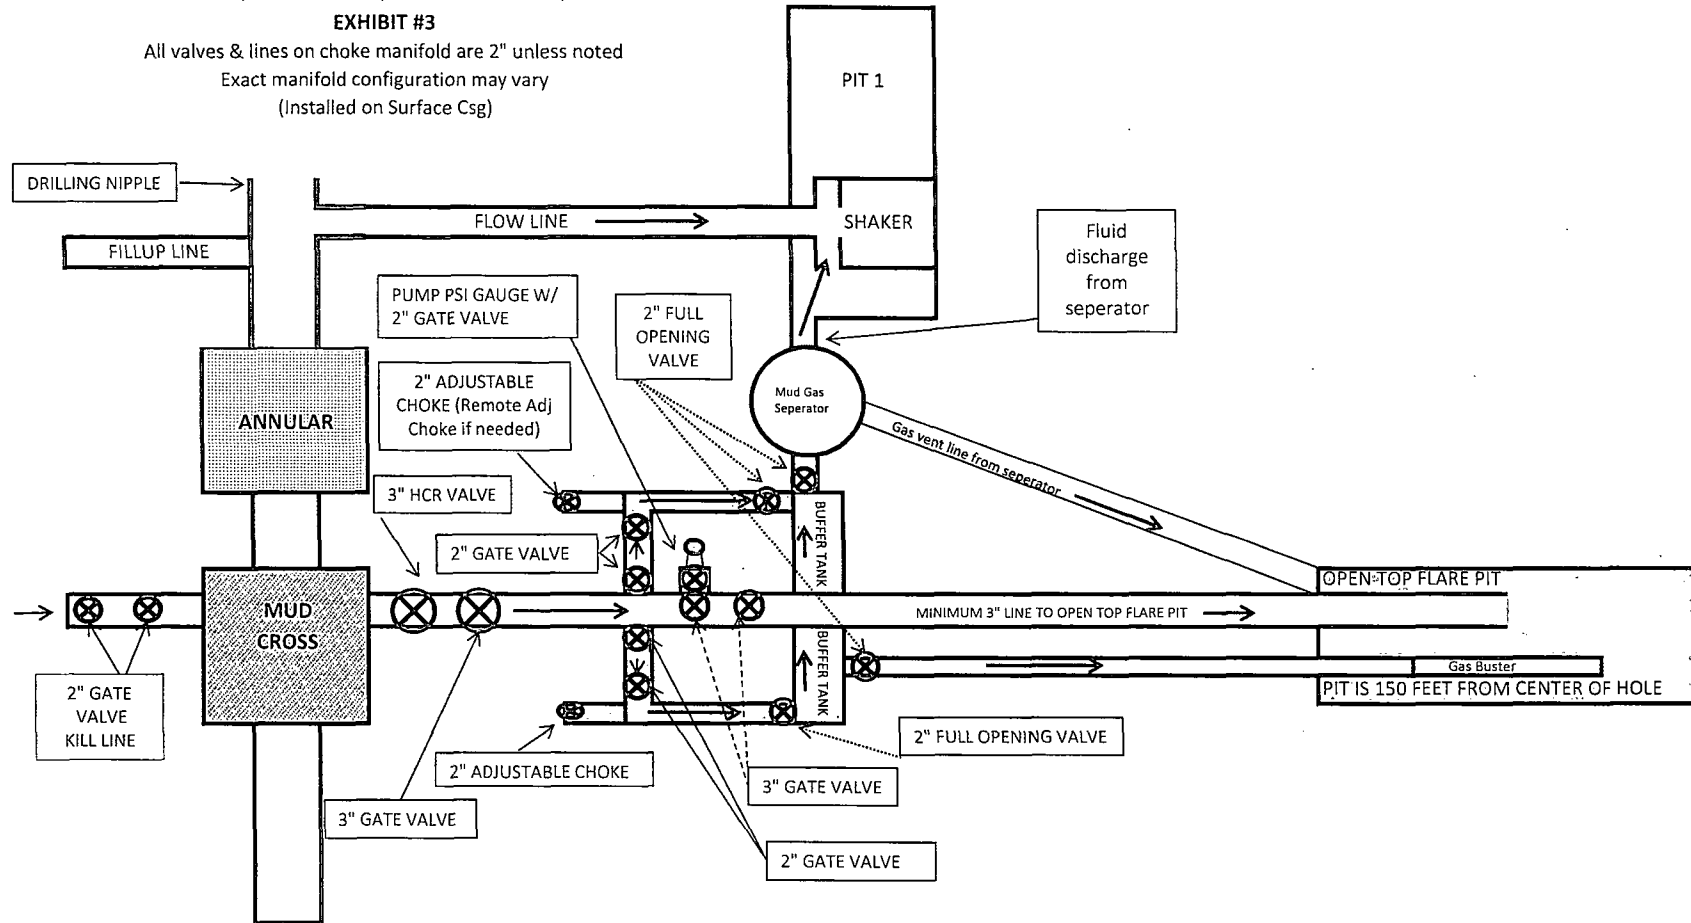 EXHIBIT #3
All valves & lines on choke manifold are 2" unless noted
Exact manifold configuration may vary
(Installed on Surface Csg)
PIT 1
DRILLING NIPPLE
FLOW LINE
SHAKER
FILLUP LINE
Fluid
discharge
from
seperator
PUMP PSI GAUGE W/
2" GATE VALVE
2" FULL
OPENING
VALVE
2" ADJUSTABLE
CHOKE (Remote Adj
Choke if needed)
Mud Gas
Seperator
ANNULAR
Gas vent line from seperator
3" HCR VALVE
2" GATE VALVE
BUFFER TANK
OPEN TOP FLARE PIT
MUD
CROSS
MINIMUM 3" LINE TO OPEN TOP FLARE PIT
BUFFER TANK
Gas Buster
PIT IS 150 FEET FROM CENTER OF HOLE
2" GATE
VALVE
KILL LINE
2" FULL OPENING VALVE
2" ADJUSTABLE CHOKE
3" GATE VALVE
3" GATE VALVE
2" GATE VALVE